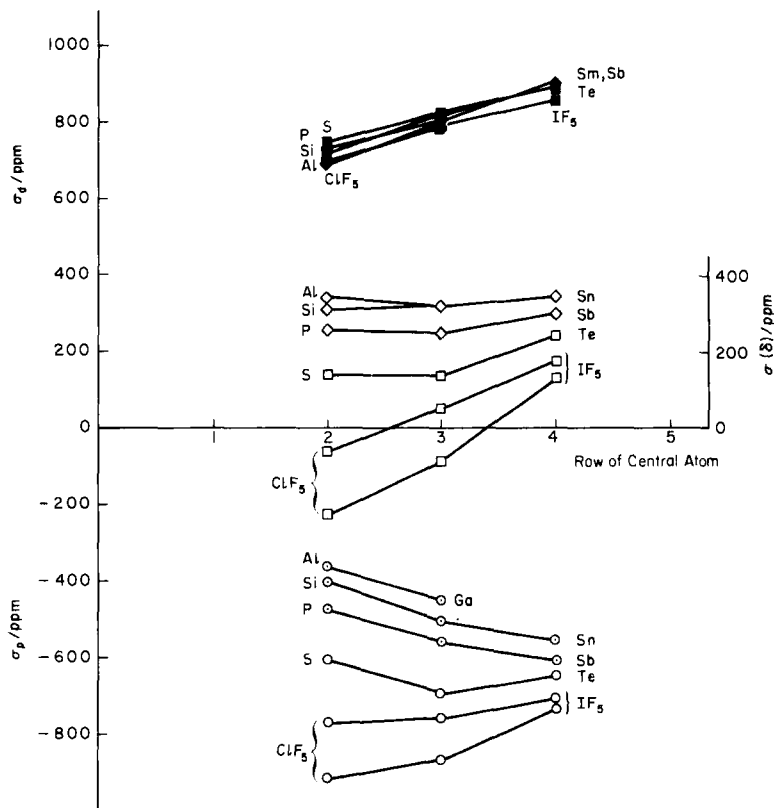 1000
800
600
400
200
0
-200
-400
-600
-800
σd/ppm
σp/ppm
400
200
0
σ (δ)/ppm
1
2
3
4
5
Row of Central Atom
P
S
Si
Al
ClF5
Sm,Sb
Te
IF5
Al
Si
P
S
ClF5
Sn
Sb
Te
IF5
Al
Si
P
S
ClF5
Ga
Sn
Sb
Te
IF5